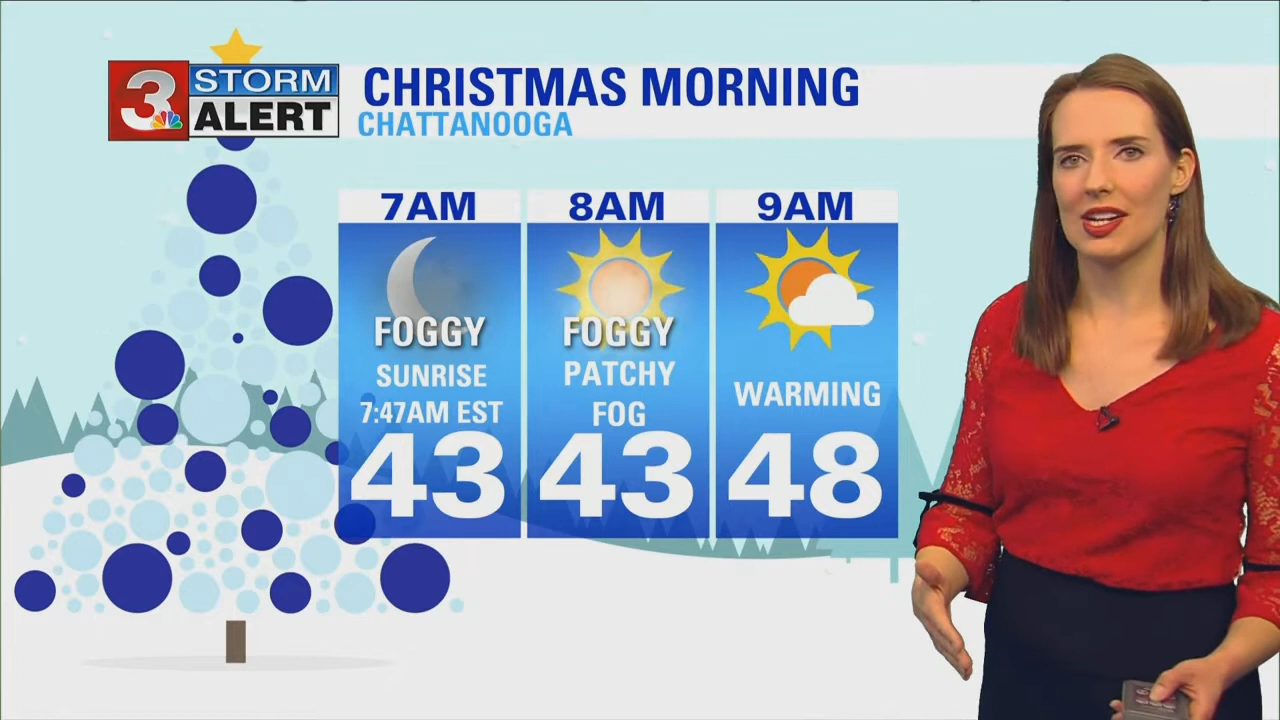 3 STORM
ALERT
CHRISTMAS MORNING
CHATTANOOGA
7AM
FOGGY
SUNRISE
7:47AM EST
43
8AM
FOGGY
PATCHY
FOG
43
9AM
WARMING
48